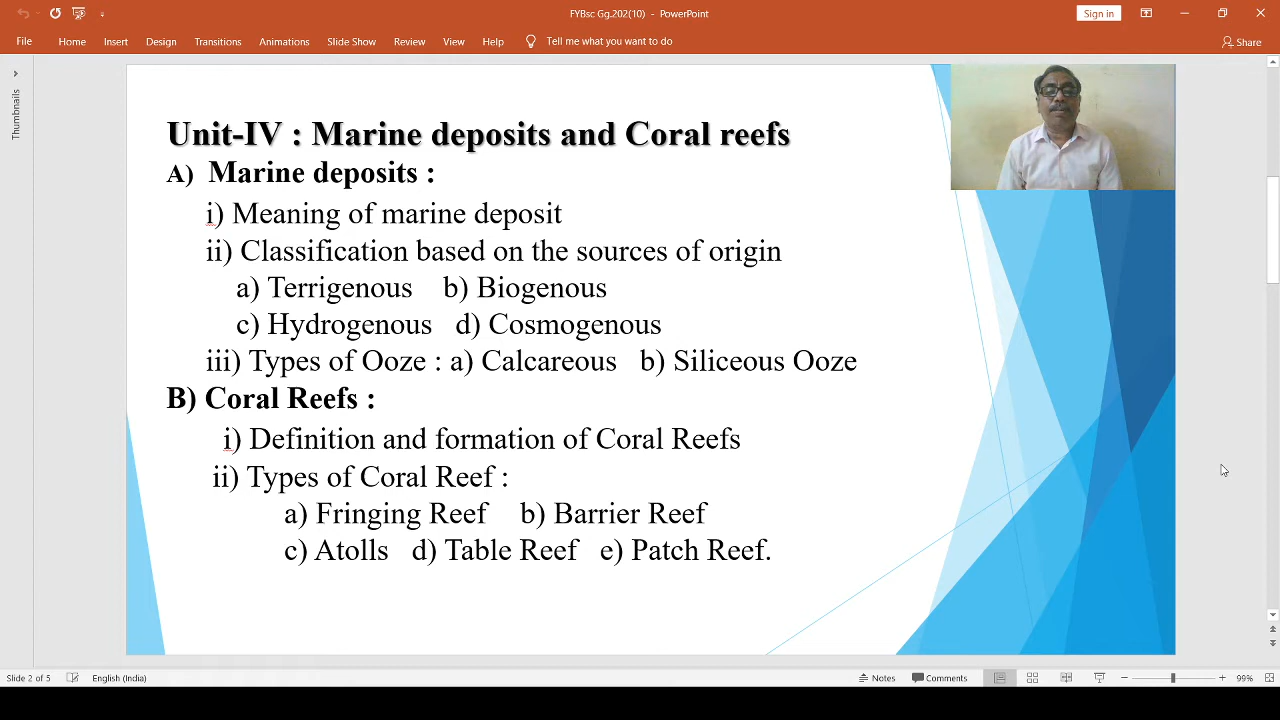 FYBsc Gg.202(10) - PowerPoint
Sign in
File Home Insert Design Transitions Animations Slide Show Review View Help Tell me what you want to do Share
Thumbnails
Unit-IV : Marine deposits and Coral reefs
A) Marine deposits :
i) Meaning of marine deposit
ii) Classification based on the sources of origin
a) Terrigenous b) Biogenous
c) Hydrogenous d) Cosmogenous
iii) Types of Ooze : a) Calcareous b) Siliceous Ooze
B) Coral Reefs :
i) Definition and formation of Coral Reefs
ii) Types of Coral Reef :
a) Fringing Reef b) Barrier Reef
c) Atolls d) Table Reef e) Patch Reef.
Slide 2 of 5 English (India) Notes Comments 99%